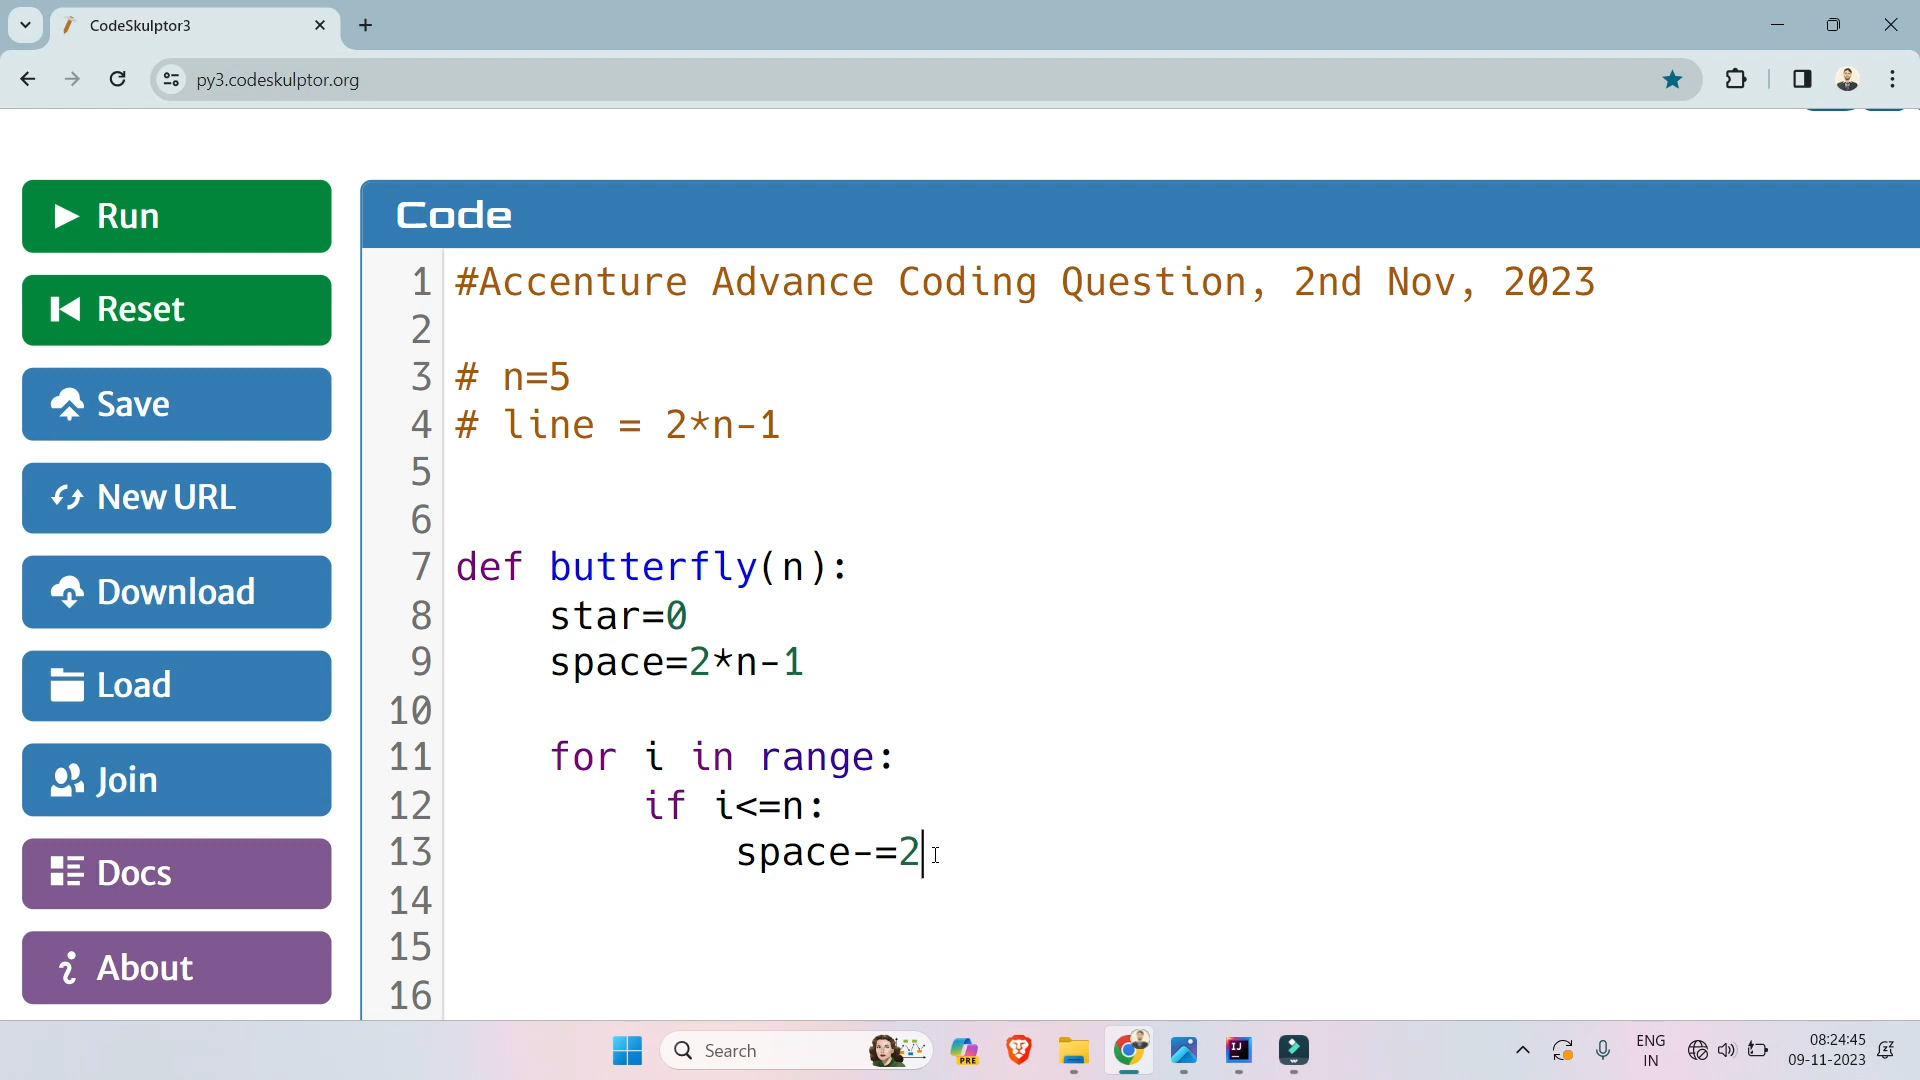 CodeSkulptor3
py3.codeskulptor.org
Run
Reset
Save
New URL
Download
Load
Join
Docs
About
Code
1 #Accenture Advance Coding Question, 2nd Nov, 2023
2
3 # n=5
4 # line = 2*n-1
5
6
7 def butterfly(n):
8 star=0
9 space=2*n-1
10
11 for i in range:
12 if i<=n:
13 space-=2
14
15
16
Search
PRE
IJ
ENG
IN
08:24:45
09-11-2023